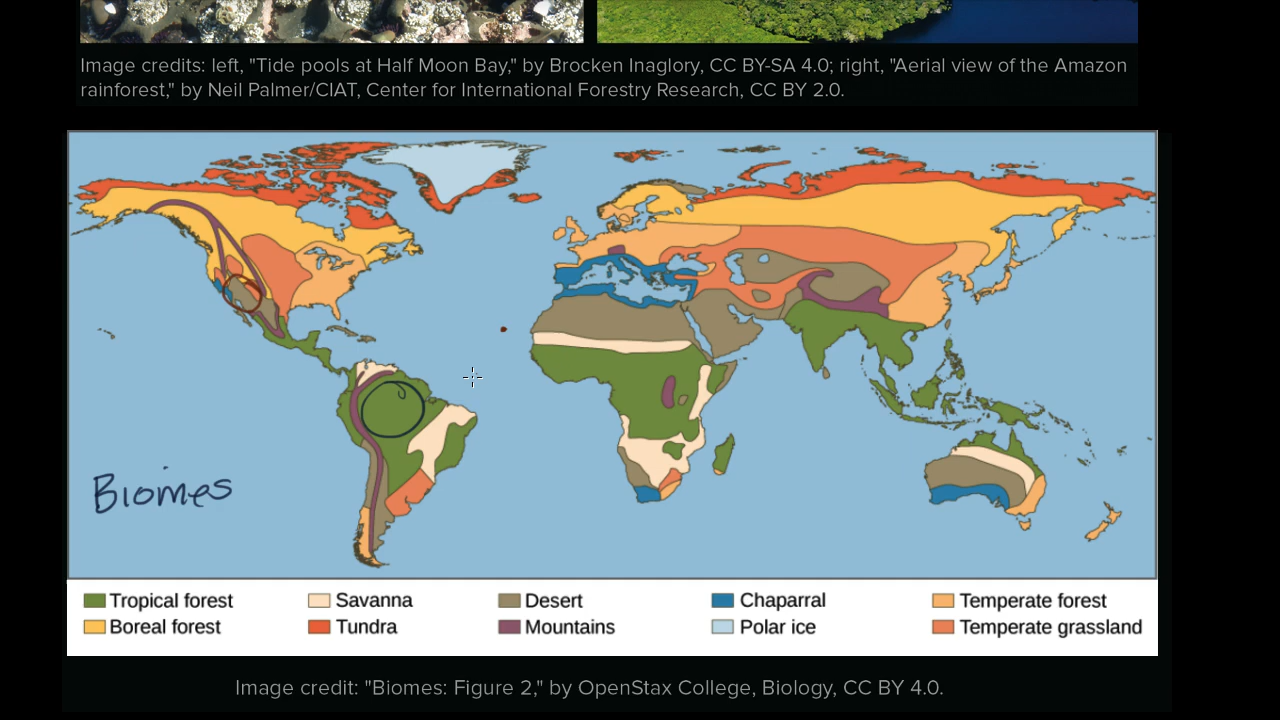 Image credits: left, "Tide pools at Half Moon Bay," by Brocken Inaglory, CC BY-SA 4.0; right, "Aerial view of the Amazon
rainforest," by Neil Palmer/CIAT, Center for International Forestry Research, CC BY 2.0.
Biomes
Tropical forest Savanna Desert Chaparral Temperate forest
Boreal forest Tundra Mountains Polar ice Temperate grassland
Image credit: "Biomes: Figure 2," by OpenStax College, Biology, CC BY 4.0.